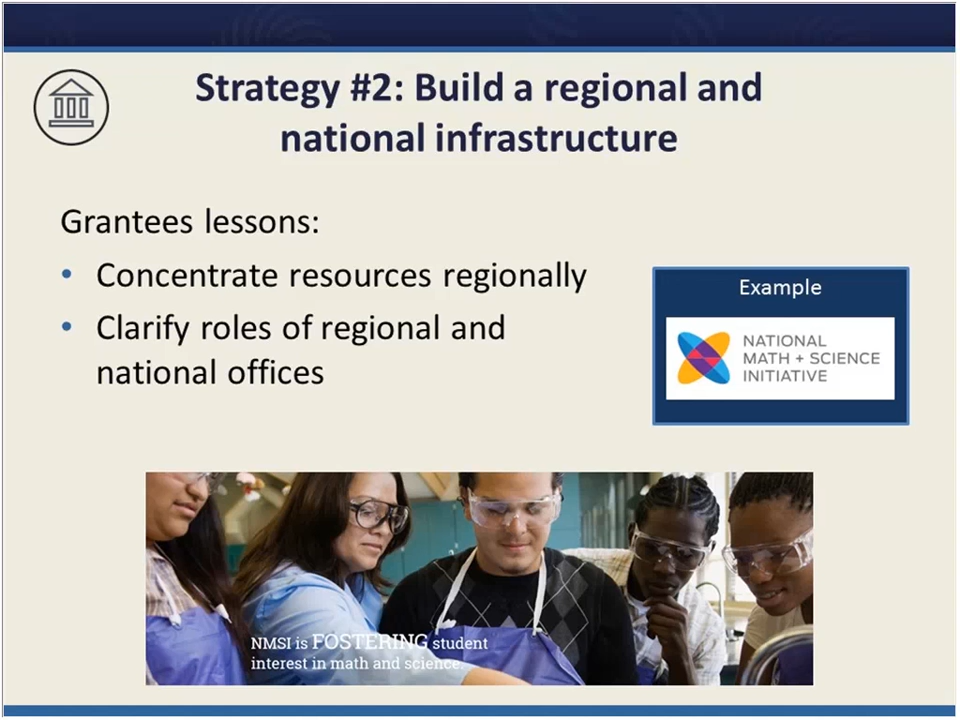 Strategy #2: Build a regional and
national infrastructure
Grantees lessons:
• Concentrate resources regionally
• Clarify roles of regional and
national offices
Example
NATIONAL
MATH + SCIENCE
INITIATIVE
NMSI is FOSTERING student
interest in math and science.